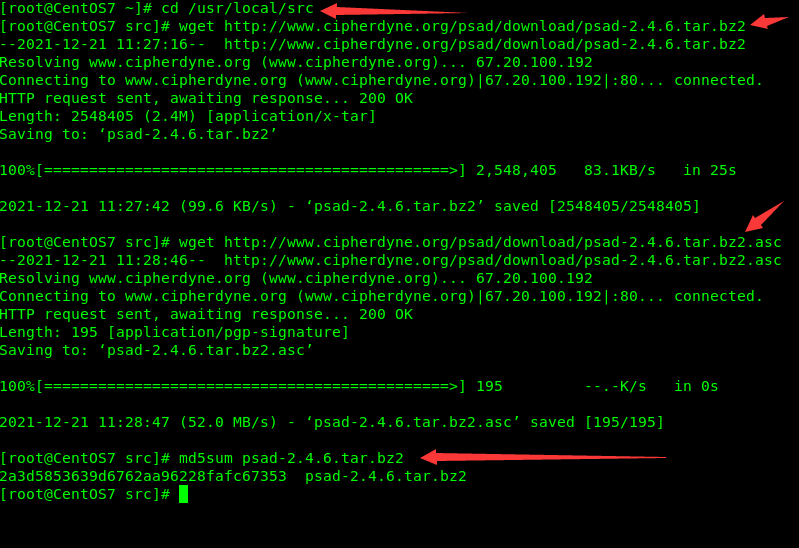 [root@CentOS7 ~]# cd /usr/local/src
[root@CentOS7 src]# wget http://www.cipherdyne.org/psad/download/psad-2.4.6.tar.bz2
--2021-12-21 11:27:16--  http://www.cipherdyne.org/psad/download/psad-2.4.6.tar.bz2
Resolving www.cipherdyne.org (www.cipherdyne.org)... 67.20.100.192
Connecting to www.cipherdyne.org (www.cipherdyne.org)|67.20.100.192|:80... connected.
HTTP request sent, awaiting response... 200 OK
Length: 2548405 (2.4M) [application/x-tar]
Saving to: ‘psad-2.4.6.tar.bz2’
100%[=============================================>] 2,548,405   83.1KB/s   in 25s
2021-12-21 11:27:42 (99.6 KB/s) - ‘psad-2.4.6.tar.bz2’ saved [2548405/2548405]
[root@CentOS7 src]# wget http://www.cipherdyne.org/psad/download/psad-2.4.6.tar.bz2.asc
--2021-12-21 11:28:46--  http://www.cipherdyne.org/psad/download/psad-2.4.6.tar.bz2.asc
Resolving www.cipherdyne.org (www.cipherdyne.org)... 67.20.100.192
Connecting to www.cipherdyne.org (www.cipherdyne.org)|67.20.100.192|:80... connected.
HTTP request sent, awaiting response... 200 OK
Length: 195 [application/pgp-signature]
Saving to: ‘psad-2.4.6.tar.bz2.asc’
100%[=============================================>] 195         --.-K/s   in 0s
2021-12-21 11:28:47 (52.0 MB/s) - ‘psad-2.4.6.tar.bz2.asc’ saved [195/195]
[root@CentOS7 src]# md5sum psad-2.4.6.tar.bz2
2a3d5853639d6762aa96228fafc67353  psad-2.4.6.tar.bz2
[root@CentOS7 src]#